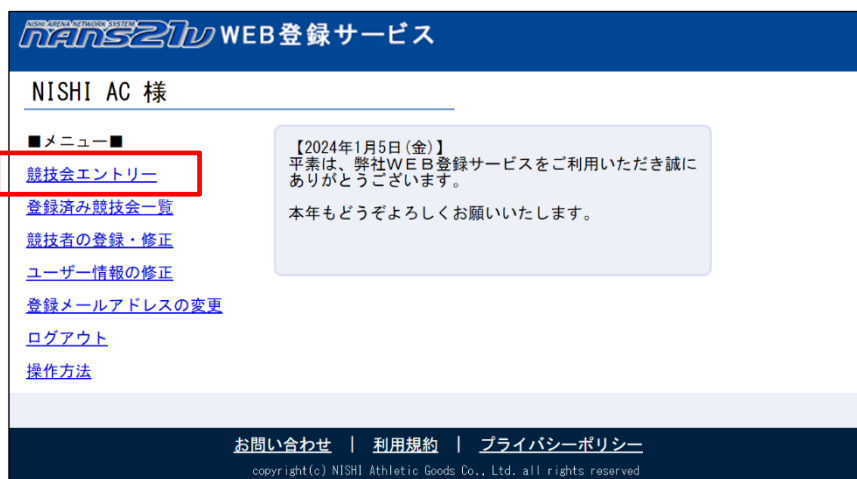 NISHI ARENA NETWORK SYSTEM
NANS21V WEB登録サービス
NISHI AC 様
■メニュー■
競技会エントリー
登録済み競技会一覧
競技者の登録・修正
ユーザー情報の修正
登録メールアドレスの変更
ログアウト
操作方法
【2024年1月5日(金)】
平素は、弊社WEB登録サービスをご利用いただき誠に
ありがとうございます。
本年もどうぞよろしくお願いいたします。
お問い合わせ | 利用規約 | プライバシーポリシー
copyright(c) NISHI Athletic Goods Co., Ltd. all rights reserved